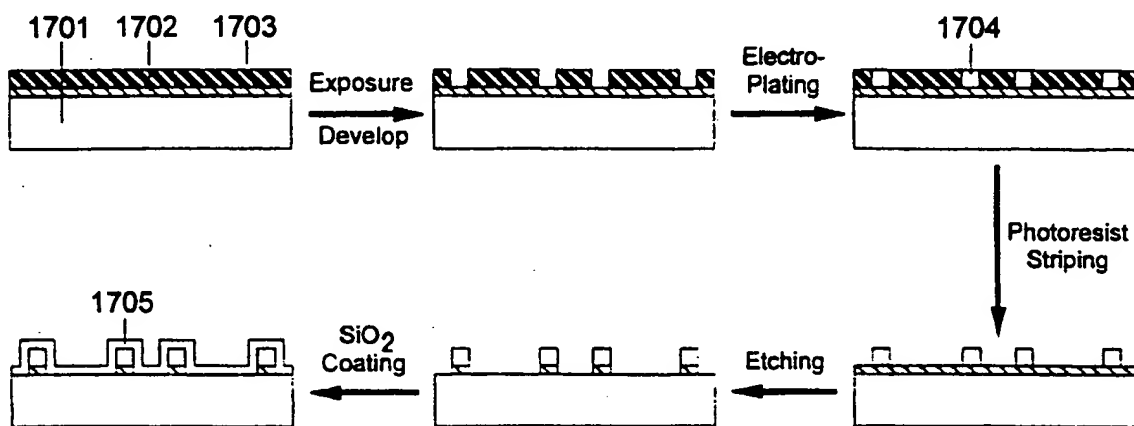 1701 1702 1703
Exposure
Develop
Electro-
Plating
1704
Photoresist
Striping
Etching
SiO2
Coating
1705